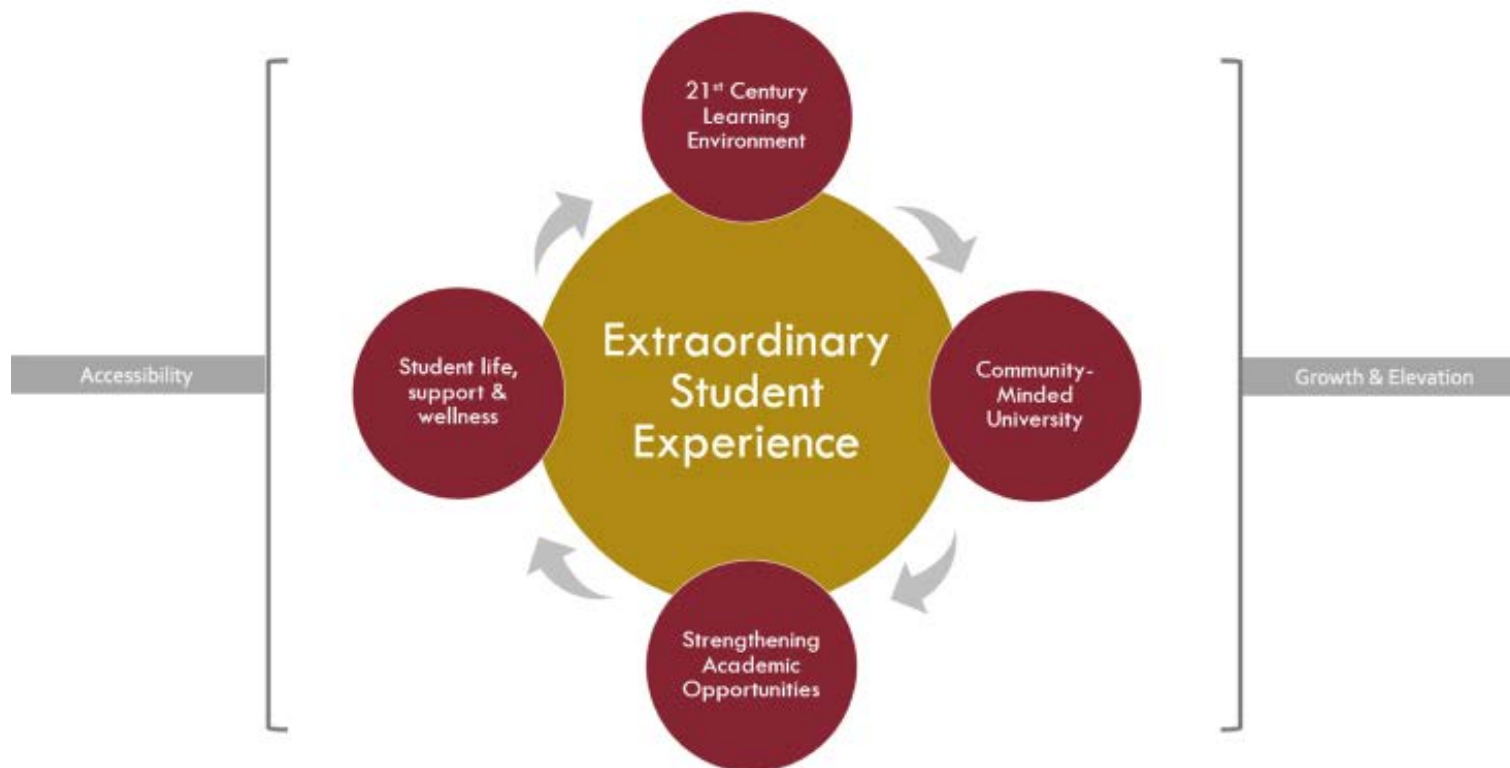 21st Century
Learning
Environment
Accessibility
Student life,
support &
wellness
Extraordinary
Student
Experience
Community-
Minded
University
Growth & Elevation
Strengthening
Academic
Opportunities